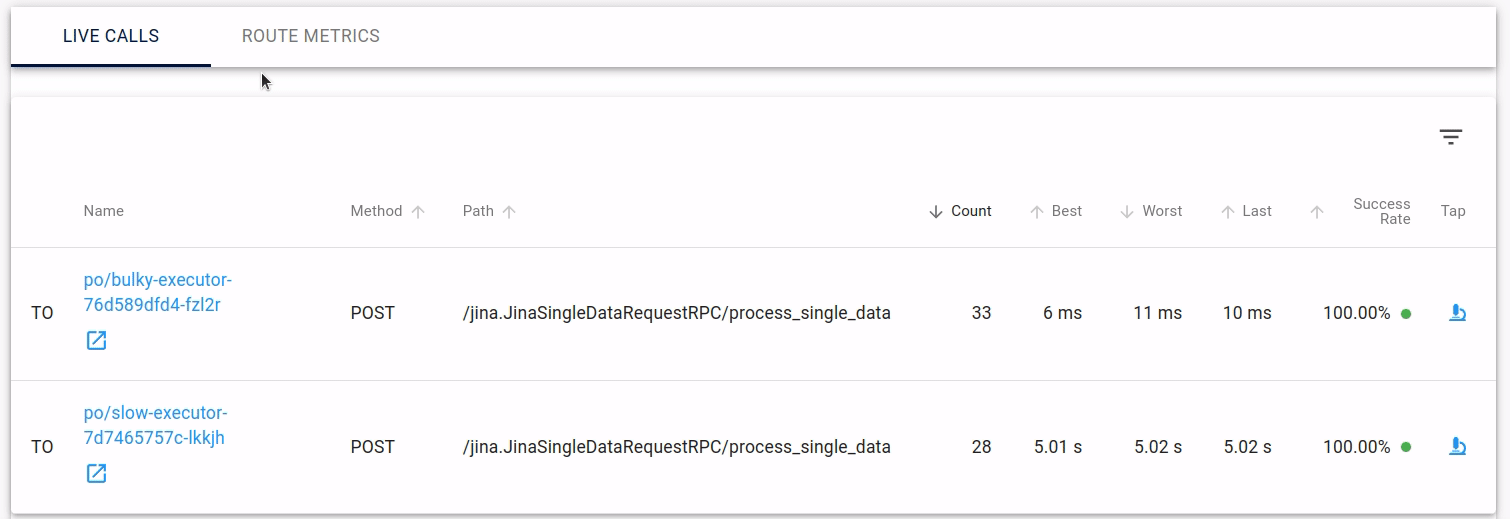 LIVE CALLS ROUTE METRICS
Name Method Path Count Best Worst Last Success Rate Tap
TO po/bulky-executor-
76d589dfd4-fzl2r POST /jina.JinaSingleDataRequestRPC/process_single_data 33 6 ms 11 ms 10 ms 100.00%
TO po/slow-executor-
7d7465757c-lkkjh POST /jina.JinaSingleDataRequestRPC/process_single_data 28 5.01 s 5.02 s 5.02 s 100.00%